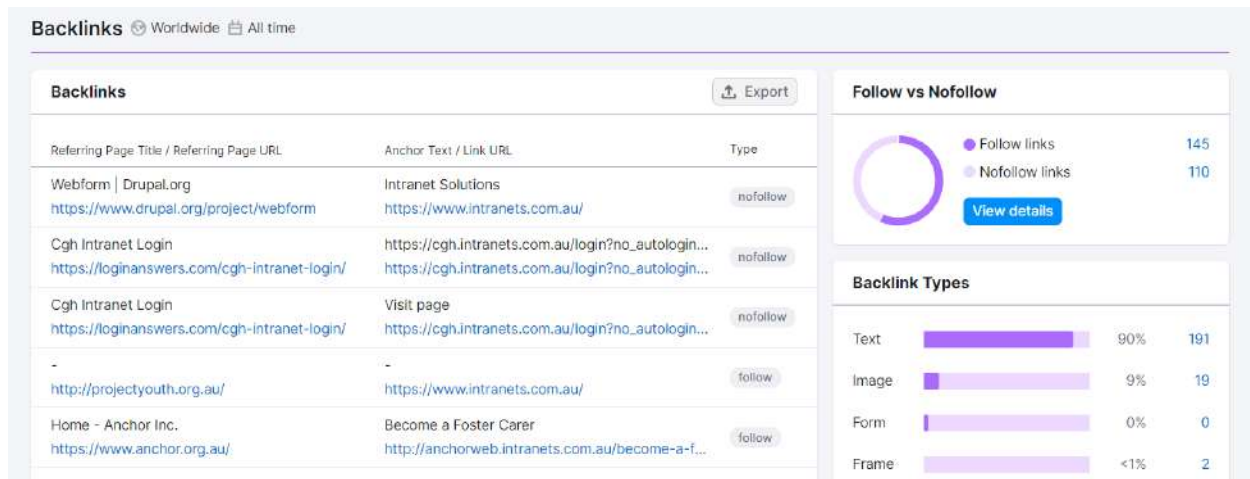 Backlinks Worldwide All time
Backlinks
Export
Referring Page Title / Referring Page URL
Anchor Text / Link URL
Type
Webform | Drupal.org
https://www.drupal.org/project/webform
Intranet Solutions
https://www.intranets.com.au/
nofollow
Cgh Intranet Login
https://loginanswers.com/cgh-intranet-login/
https://cgh.intranets.com.au/login?no_autologin...
https://cgh.intranets.com.au/login?no_autologin...
nofollow
Cgh Intranet Login
https://loginanswers.com/cgh-intranet-login/
Visit page
https://cgh.intranets.com.au/login?no_autologin...
nofollow
-
http://projectyouth.org.au/
-
https://www.intranets.com.au/
follow
Home - Anchor Inc.
https://www.anchor.org.au/
Become a Foster Carer
http://anchorweb.intranets.com.au/become-a-f...
follow
Follow vs Nofollow
Follow links 145
Nofollow links 110
View details
Backlink Types
Text 90% 191
Image 9% 19
Form 0% 0
Frame <1% 2